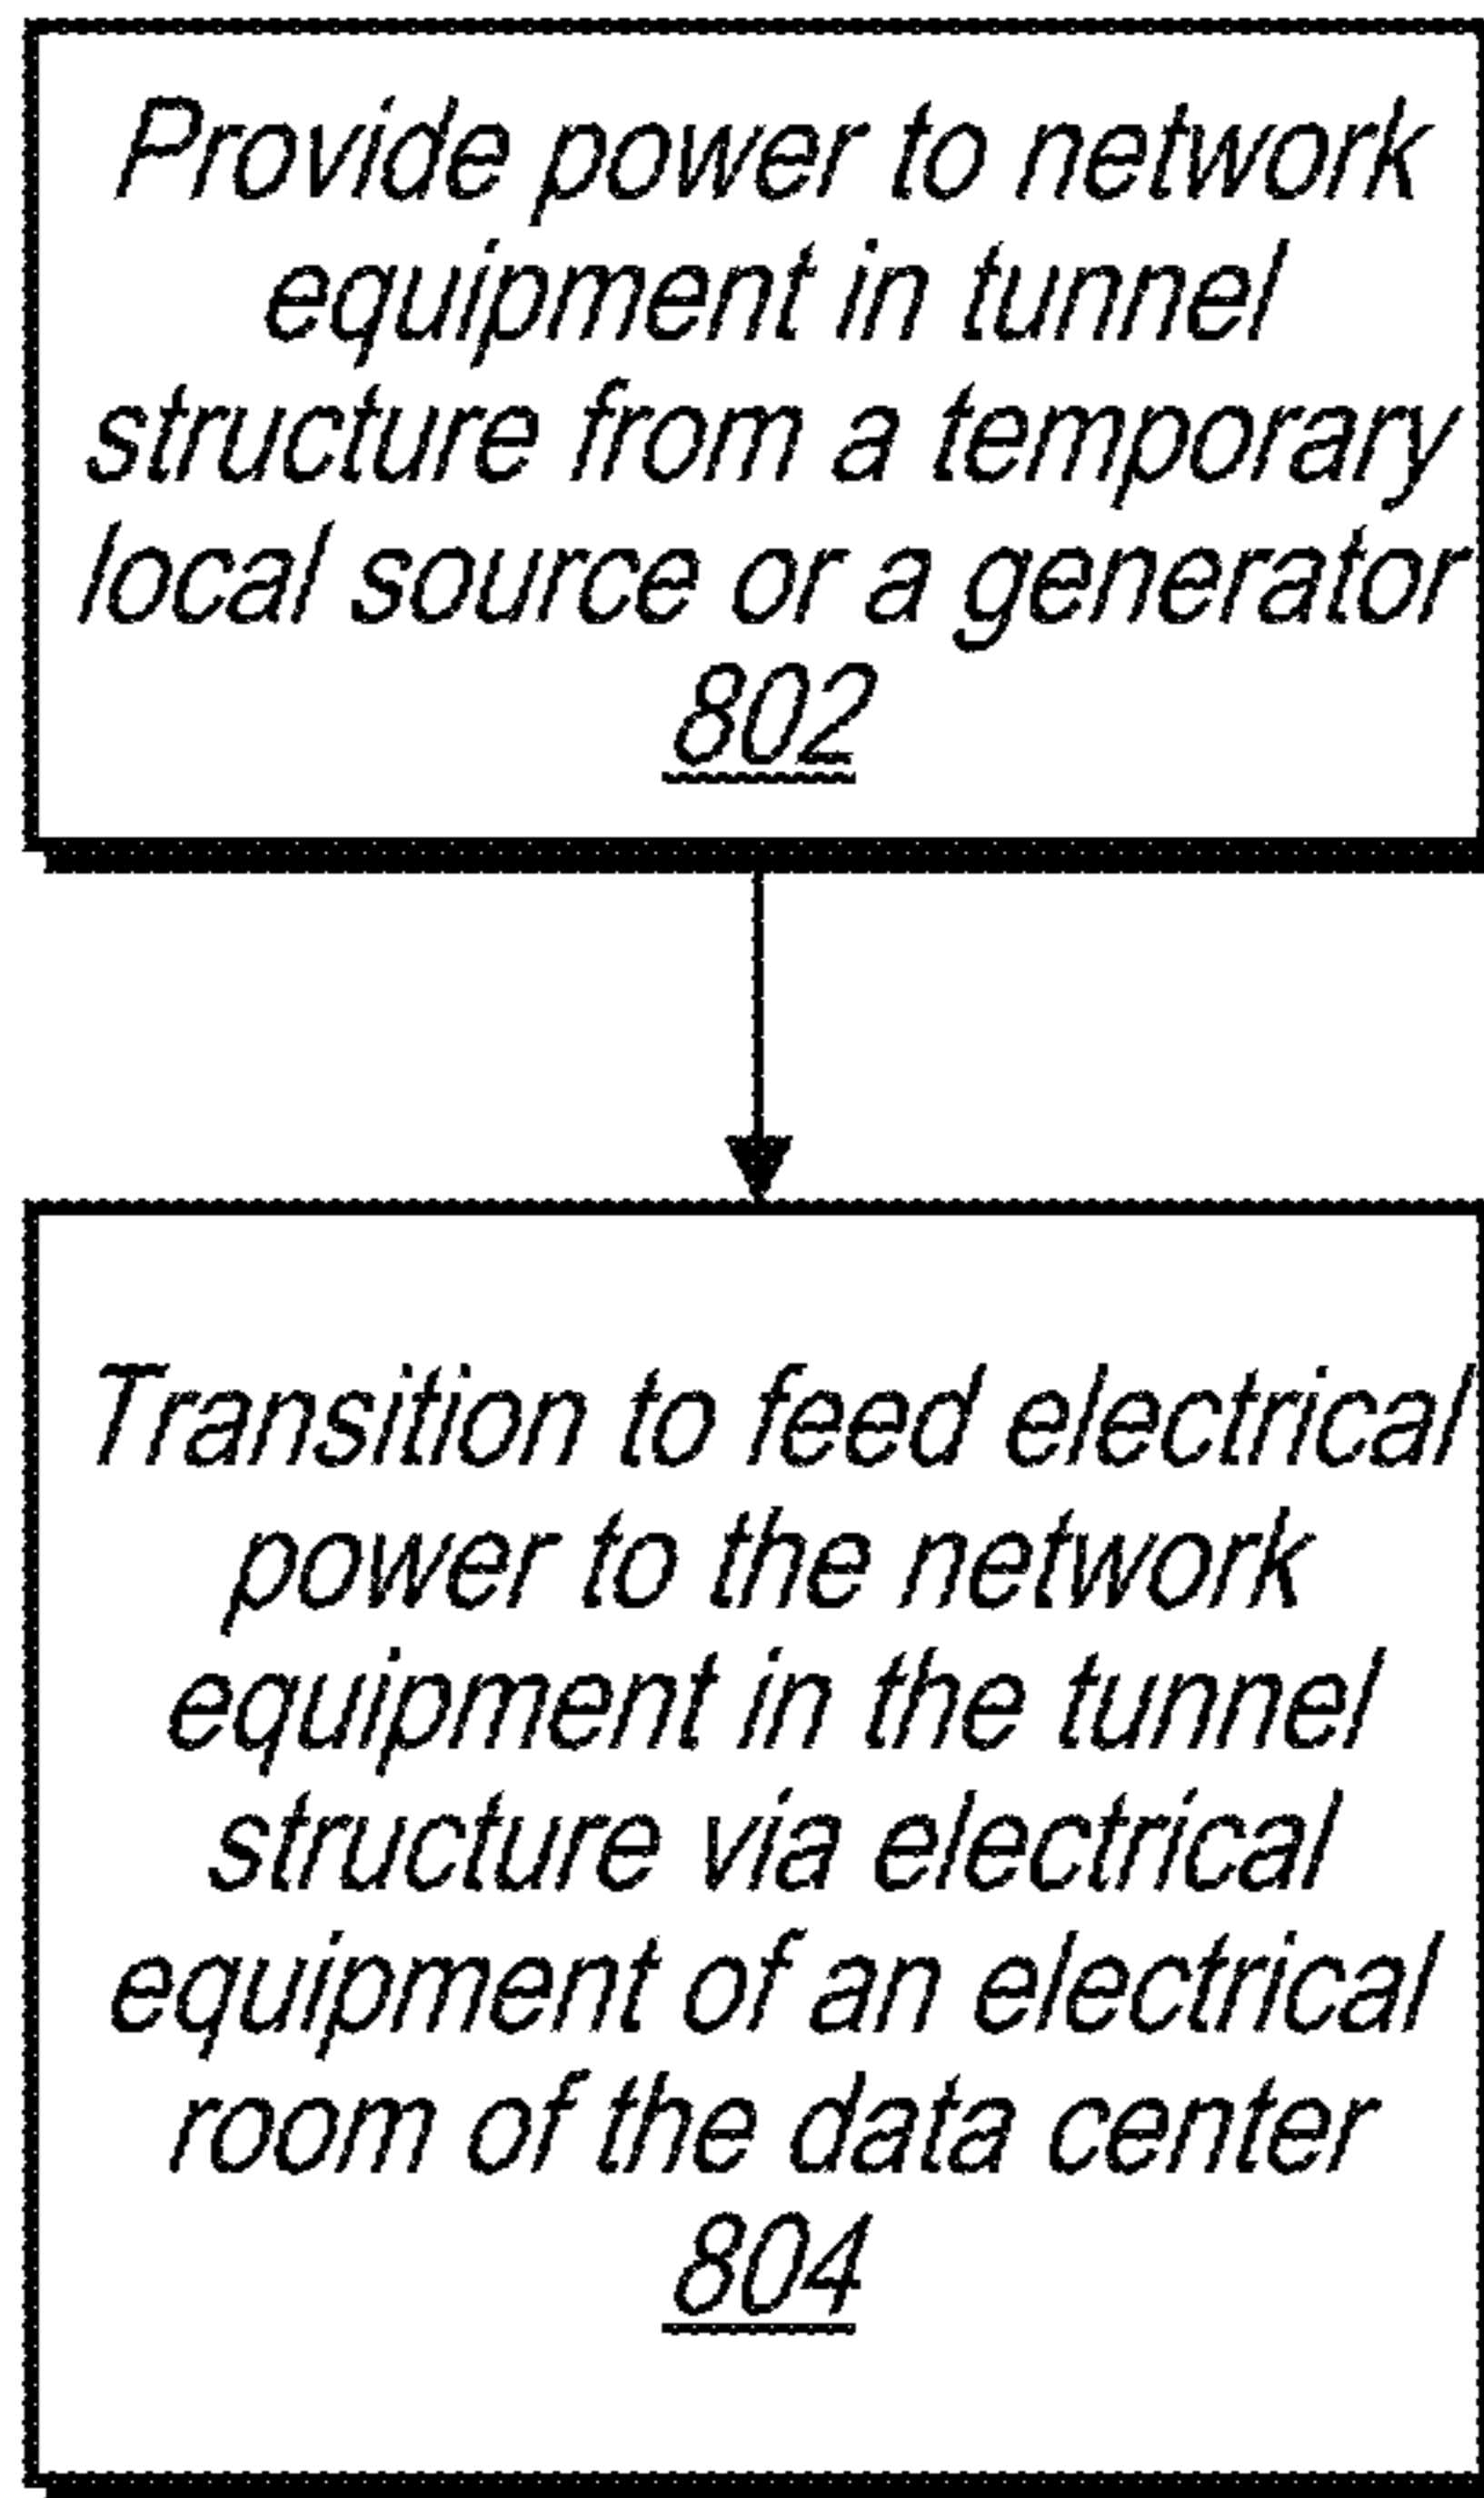 Provide power to network
equipment in tunnel
structure from a temporary
local source or a generator
802
Transition to feed electrical
power to the network
equipment in the tunnel
structure via electrical
equipment of an electrical
room of the data center
804